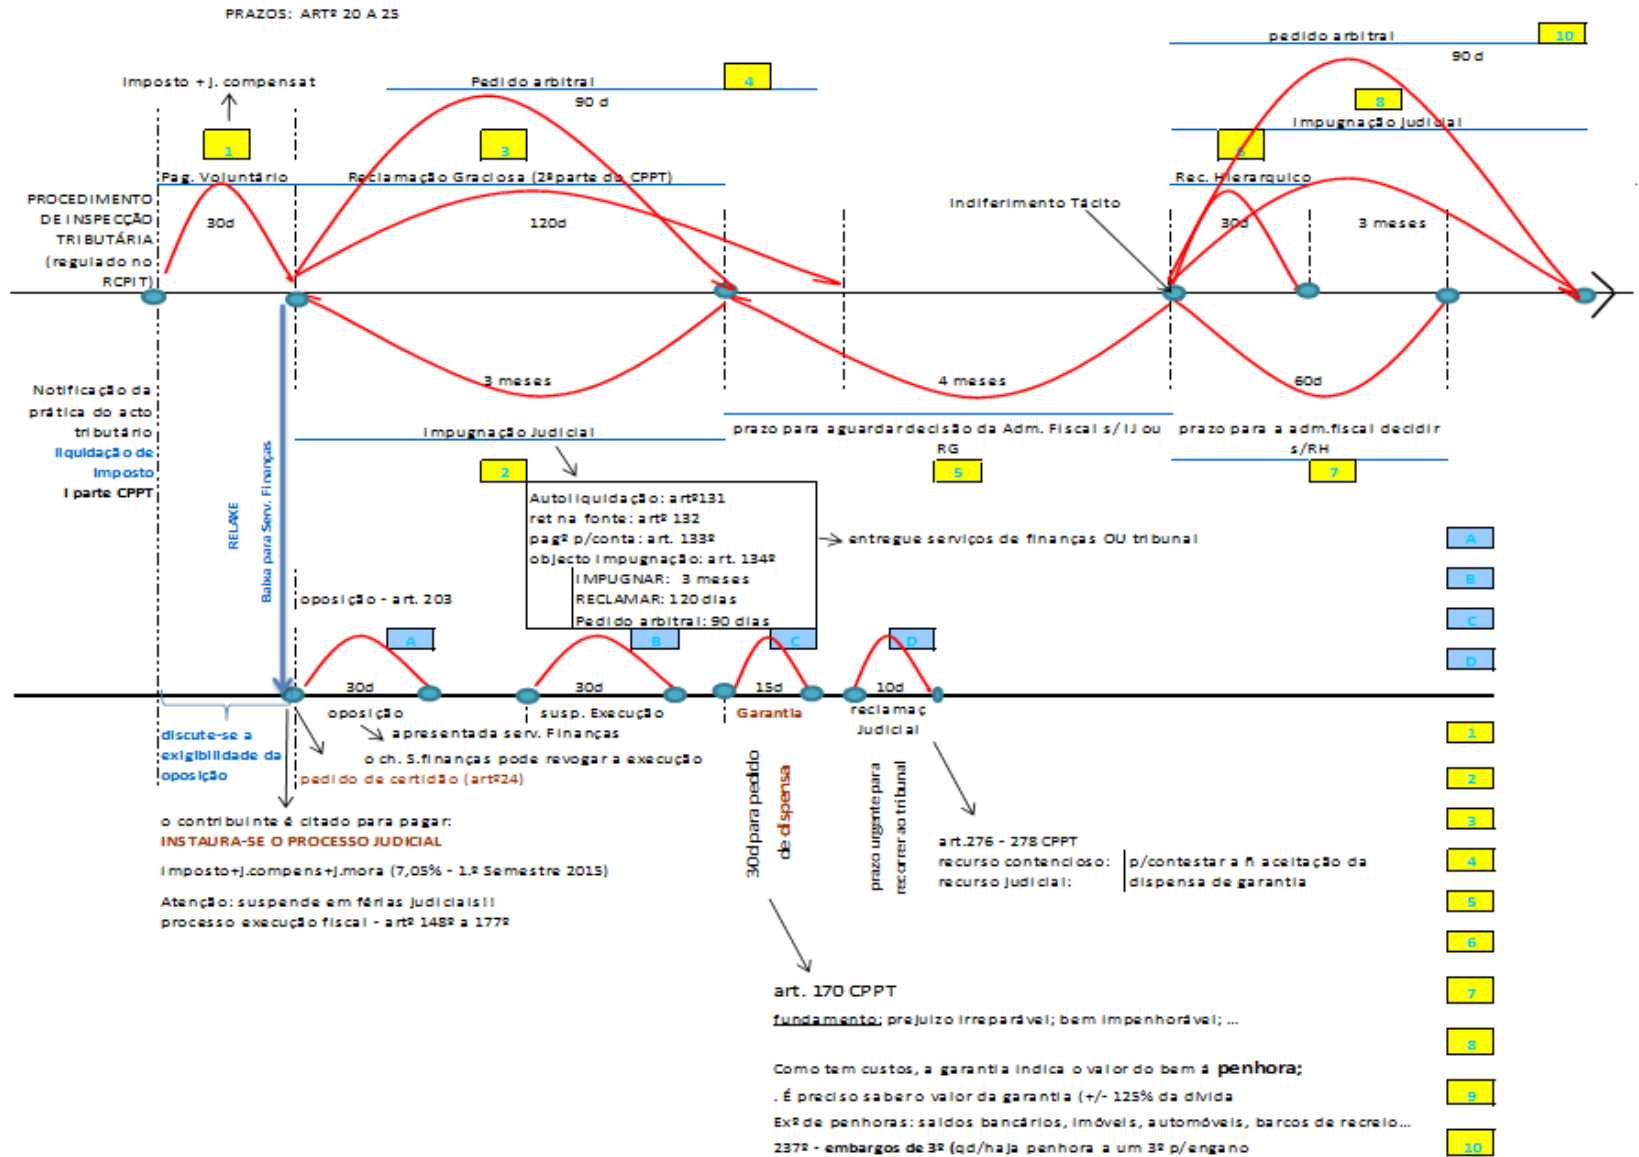 PRAZOS: ARTº 20 A 25
pedido arbitral
10
90 d
Imposto + j. compensat
Pedido arbitral
4
90 d
8
Impugnação Judicial
1
3
6
Pag. Voluntário
Reclamação Graciosa (2ª parte do CPPT)
Rec. Hierarquico
PROCEDIMENTO
DE INSPECÇÃO
TRIBUTÁRIA
(regulado no
RCPIT)
30d
120d
Indiferimento Tácito
30d
3 meses
3 meses
4 meses
60d
Notificação da
prática do acto
tributário
liquidação de
Imposto
I parte CPPT
RELAXE
Baixa para Serv. Finanças
Impugnação Judicial
2
prazo para aguardar decisão da Adm. Fiscal s/ IJ ou
RG
5
prazo para a adm.fiscal decidir
s/RH
7
Autoliquidação: artº131
ret na fonte: artº 132
pagº p/conta: art. 133º
objecto impugnação: art. 134º
IMPUGNAR: 3 meses
RECLAMAR: 120 dias
Pedido arbitral: 90 dias
entregue serviços de finanças OU tribunal
A
B
C
D
oposição - art. 203
A
B
C
D
30d
30d
15d
10d
oposição
susp. Execução
Garantia
reclamaç
Judicial
apresentada serv. Finanças
o ch. S.finanças pode revogar a execução
pedido de certidão (artº24)
discute-se a
exigibilidade da
oposição
30d para pedido
de dispensa
prazo urgente para
recorrer ao tribunal
o contribuinte é citado para pagar:
INSTAURA-SE O PROCESSO JUDICIAL
Imposto+j.compens+j.mora (7,05% - 1.º Semestre 2015)
Atenção: suspende em férias judiciais!!
processo execução fiscal - artº 148º a 177º
art.276 - 278 CPPT
recurso contencioso:
recurso judicial:
p/contestar a ñ aceitação da
dispensa de garantia
art. 170 CPPT
fundamento: prejuizo irreparável; bem impenhorável; ...
Como tem custos, a garantia indica o valor do bem á penhora;
. É preciso saber o valor da garantia (+/- 125% da divida
Exº de penhoras: saldos bancários, imóveis, automóveis, barcos de recreio...
237º - embargos de 3º (qd/haja penhora a um 3º p/engano
1
2
3
4
5
6
7
8
9
10